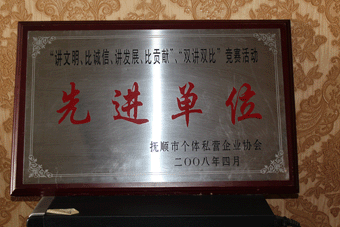 “讲文明、比诚信、讲发展、比贡献”、“双讲双比”竞赛活动
先进单位
抚顺市个体私营企业协会
二〇〇八年四月